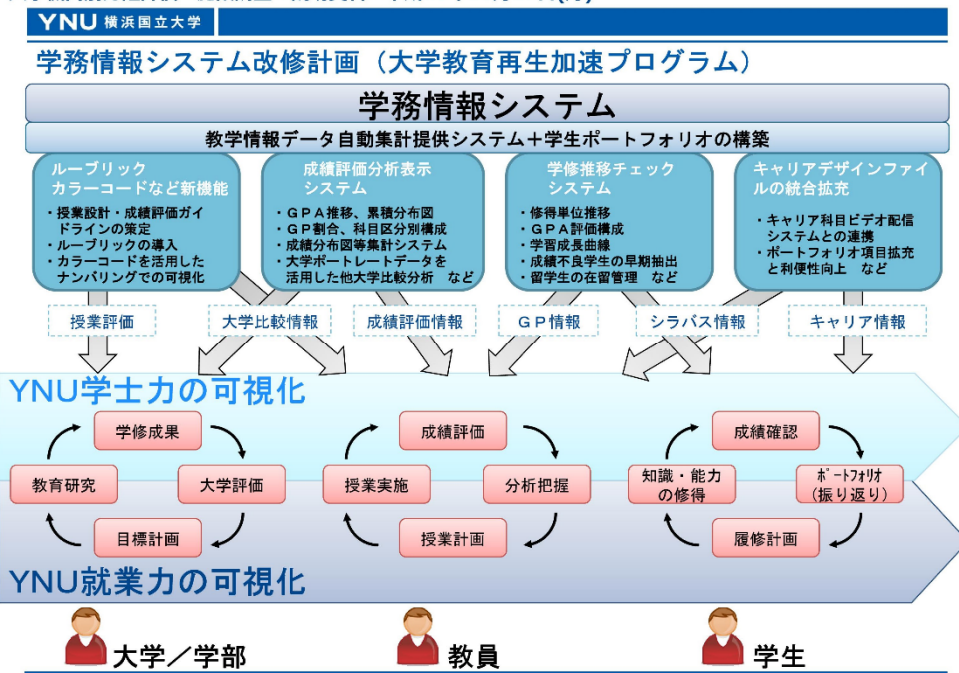 YNU 横浜国立大学
学務情報システム改修計画（大学教育再生加速プログラム）
学務情報システム
教学情報データ自動集計提供システム＋学生ポートフォリオの構築
ルーブリック
カラーコードなど新機能
・授業設計・成績評価ガイ
ドラインの策定
・ルーブリックの導入
・カラーコードを活用した
ナンバリングでの可視化
成績評価分析表示
システム
・ＧＰＡ推移、累積分布図
・ＧＰ割合、科目区分別構成
・成績分布図等集計システム
・大学ポートレートデータを
活用した他大学比較分析　など
学修推移チェック
システム
・修得単位推移
・ＧＰＡ評価構成
・学習成長曲線
・成績不良学生の早期抽出
・留学生の在留管理　など
キャリアデザインファイ
ルの統合拡充
・キャリア科目ビデオ配信
システムとの連携
・ポートフォリオ項目拡充
と利便性向上　など
授業評価
大学比較情報
成績評価情報
ＧＰ情報
シラバス情報
キャリア情報
YNU学士力の可視化
学修成果
教育研究
大学評価
目標計画
成績評価
授業実施
分析把握
授業計画
成績確認
知識・能力
の修得
ﾎﾟｰﾄﾌｫﾘｵ
(振り返り)
履修計画
YNU就業力の可視化
大学／学部
教員
学生